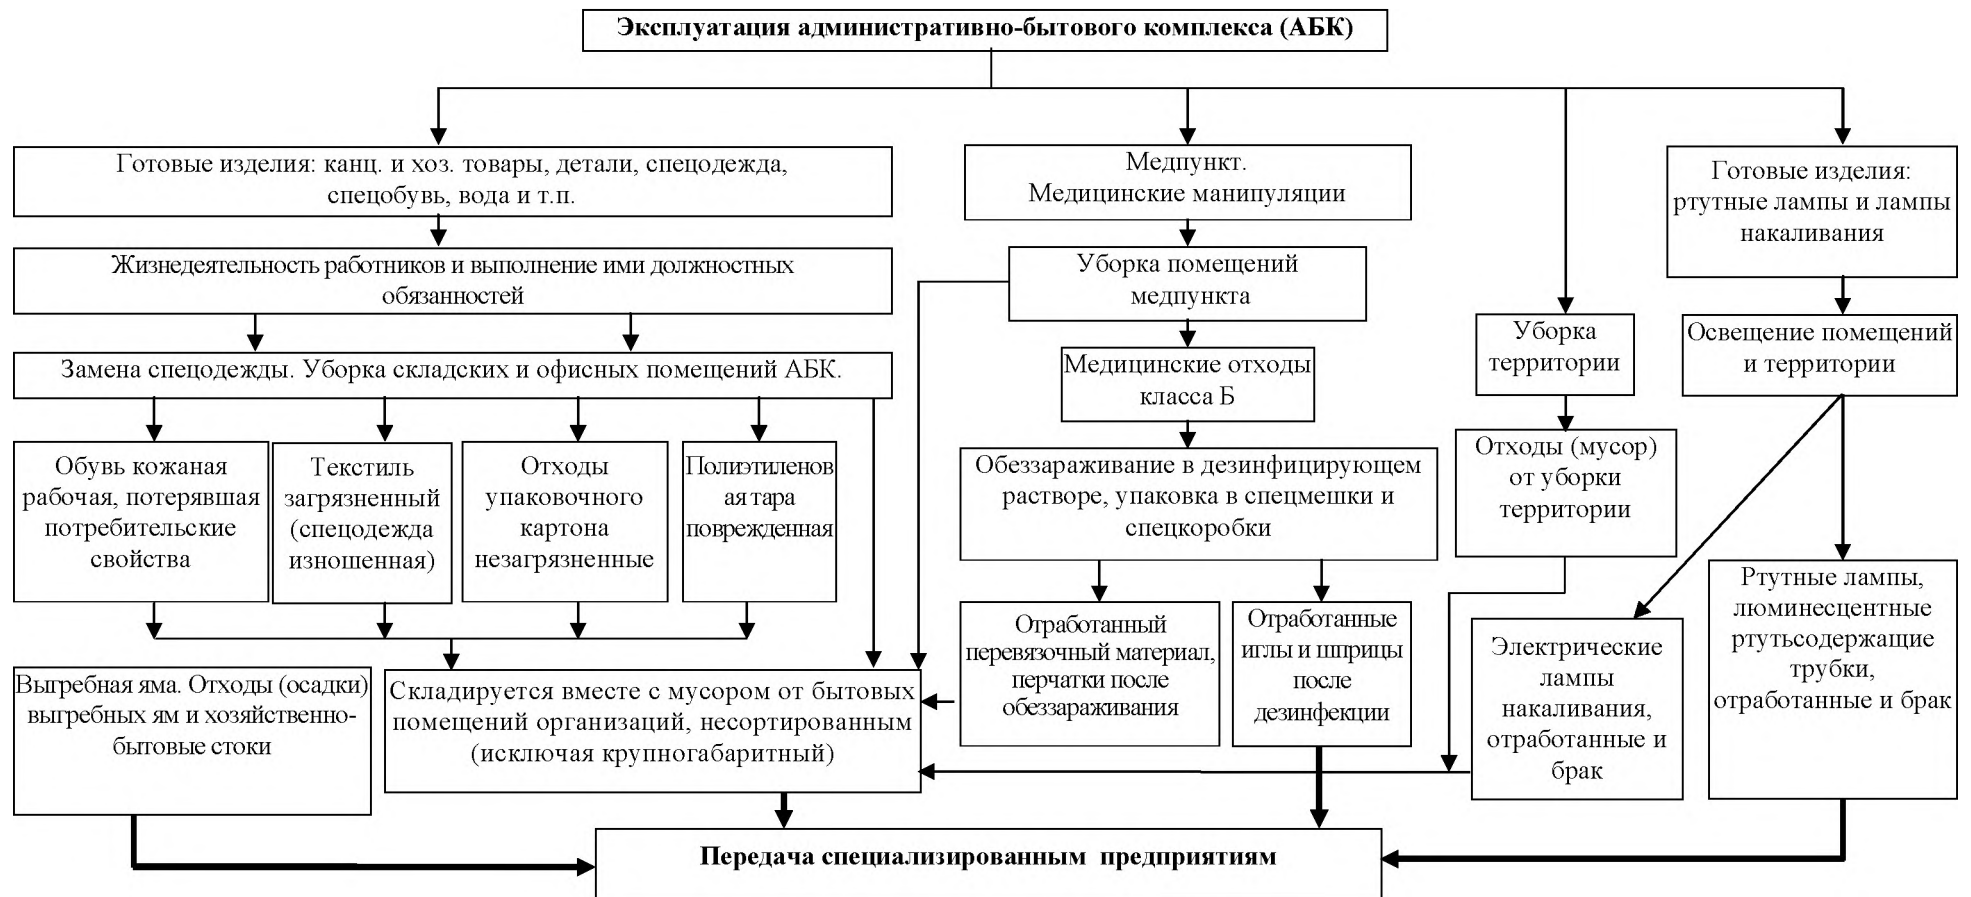 Эксплуатация административно-бытового комплекса (АБК)
Готовые изделия: канц. и хоз. товары, детали, спецодежда,
спецобувь, вода и т.п.
Жизнедеятельность работников и выполнение ими должностных
обязанностей
Замена спецодежды. Уборка складских и офисных помещений АБК.
Обувь кожаная
рабочая, потерявшая
потребительские
свойства
Текстиль
загрязненный
(спецодежда
изношенная)
Отходы
упаковочного
картона
незагрязненные
Полиэтиленов
ая тара
поврежденная
Выгребная яма. Отходы (осадки)
выгребных ям и хозяйственно-
бытовые стоки
Складируется вместе с мусором от бытовых
помещений организаций, несортированным
(исключая крупногабаритный)
Медпункт.
Медицинские манипуляции
Уборка помещений
медпункта
Медицинские отходы
класса Б
Обеззараживание в дезинфицирующем
растворе, упаковка в спецмешки и
спецкоробки
Отработанный
перевязочный материал,
перчатки после
обеззараживания
Отработанные
иглы и шприцы
после
дезинфекции
Уборка
территории
Отходы (мусор)
от уборки
территории
Готовые изделия:
ртутные лампы и лампы
накаливания
Освещение помещений
и территории
Электрические
лампы
накаливания,
отработанные и
брак
Ртутные лампы,
люминесцентные
ртутьсодержащие
трубки,
отработанные и брак
Передача специализированным предприятиям